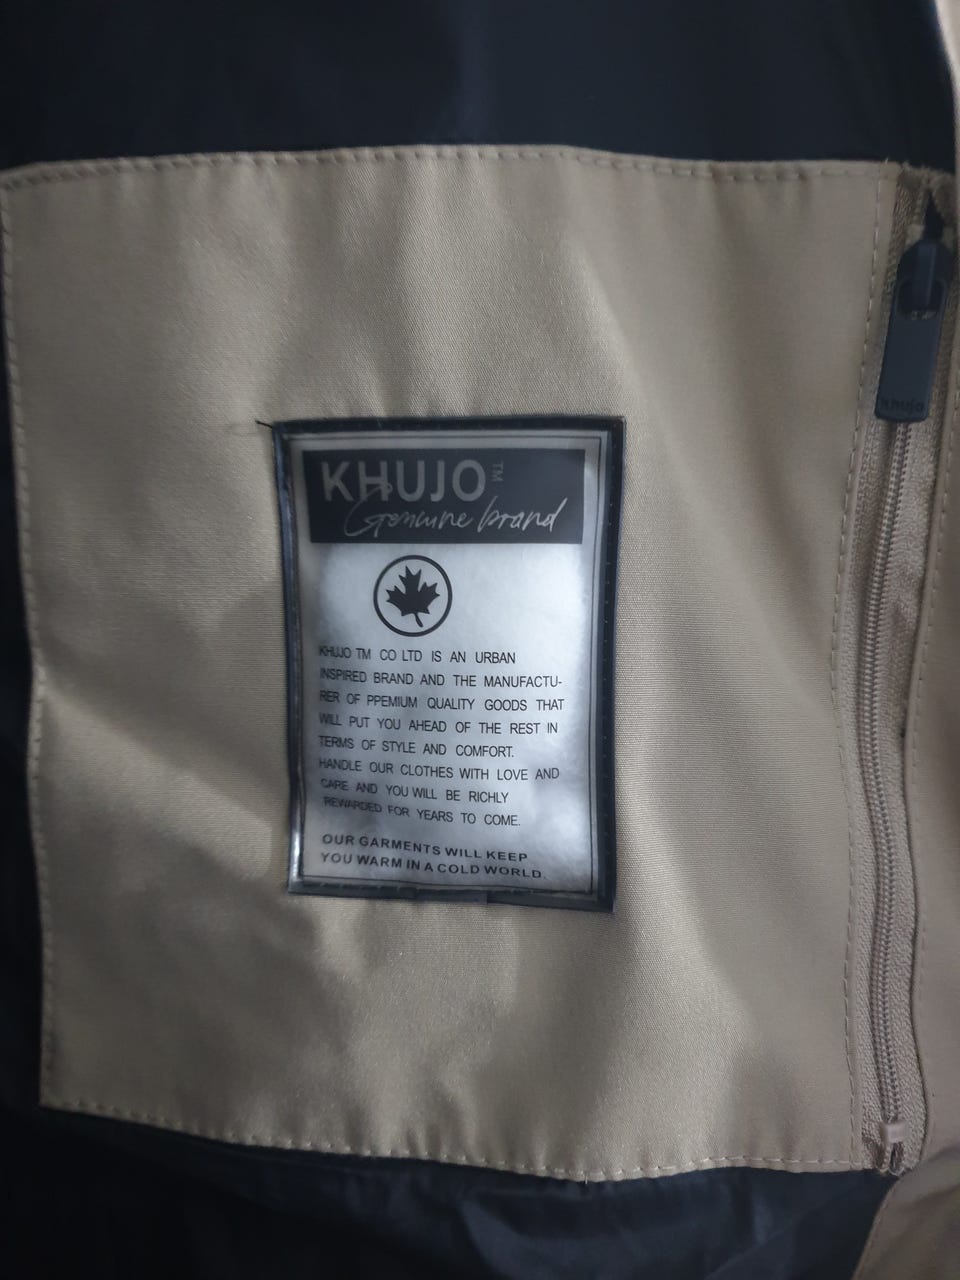 KHUJO™
Genuine brand
KHUJO TM CO LTD IS AN URBAN
INSPIRED BRAND AND THE MANUFACTU-
RER OF PPEMIUM QUALITY GOODS THAT
WILL PUT YOU AHEAD OF THE REST IN
TERMS OF STYLE AND COMFORT.
HANDLE OUR CLOTHES WITH LOVE AND
CARE AND YOU WILL BE RICHLY
REWARDED FOR YEARS TO COME.
OUR GARMENTS WILL KEEP
YOU WARM IN A COLD WORLD.
khujo